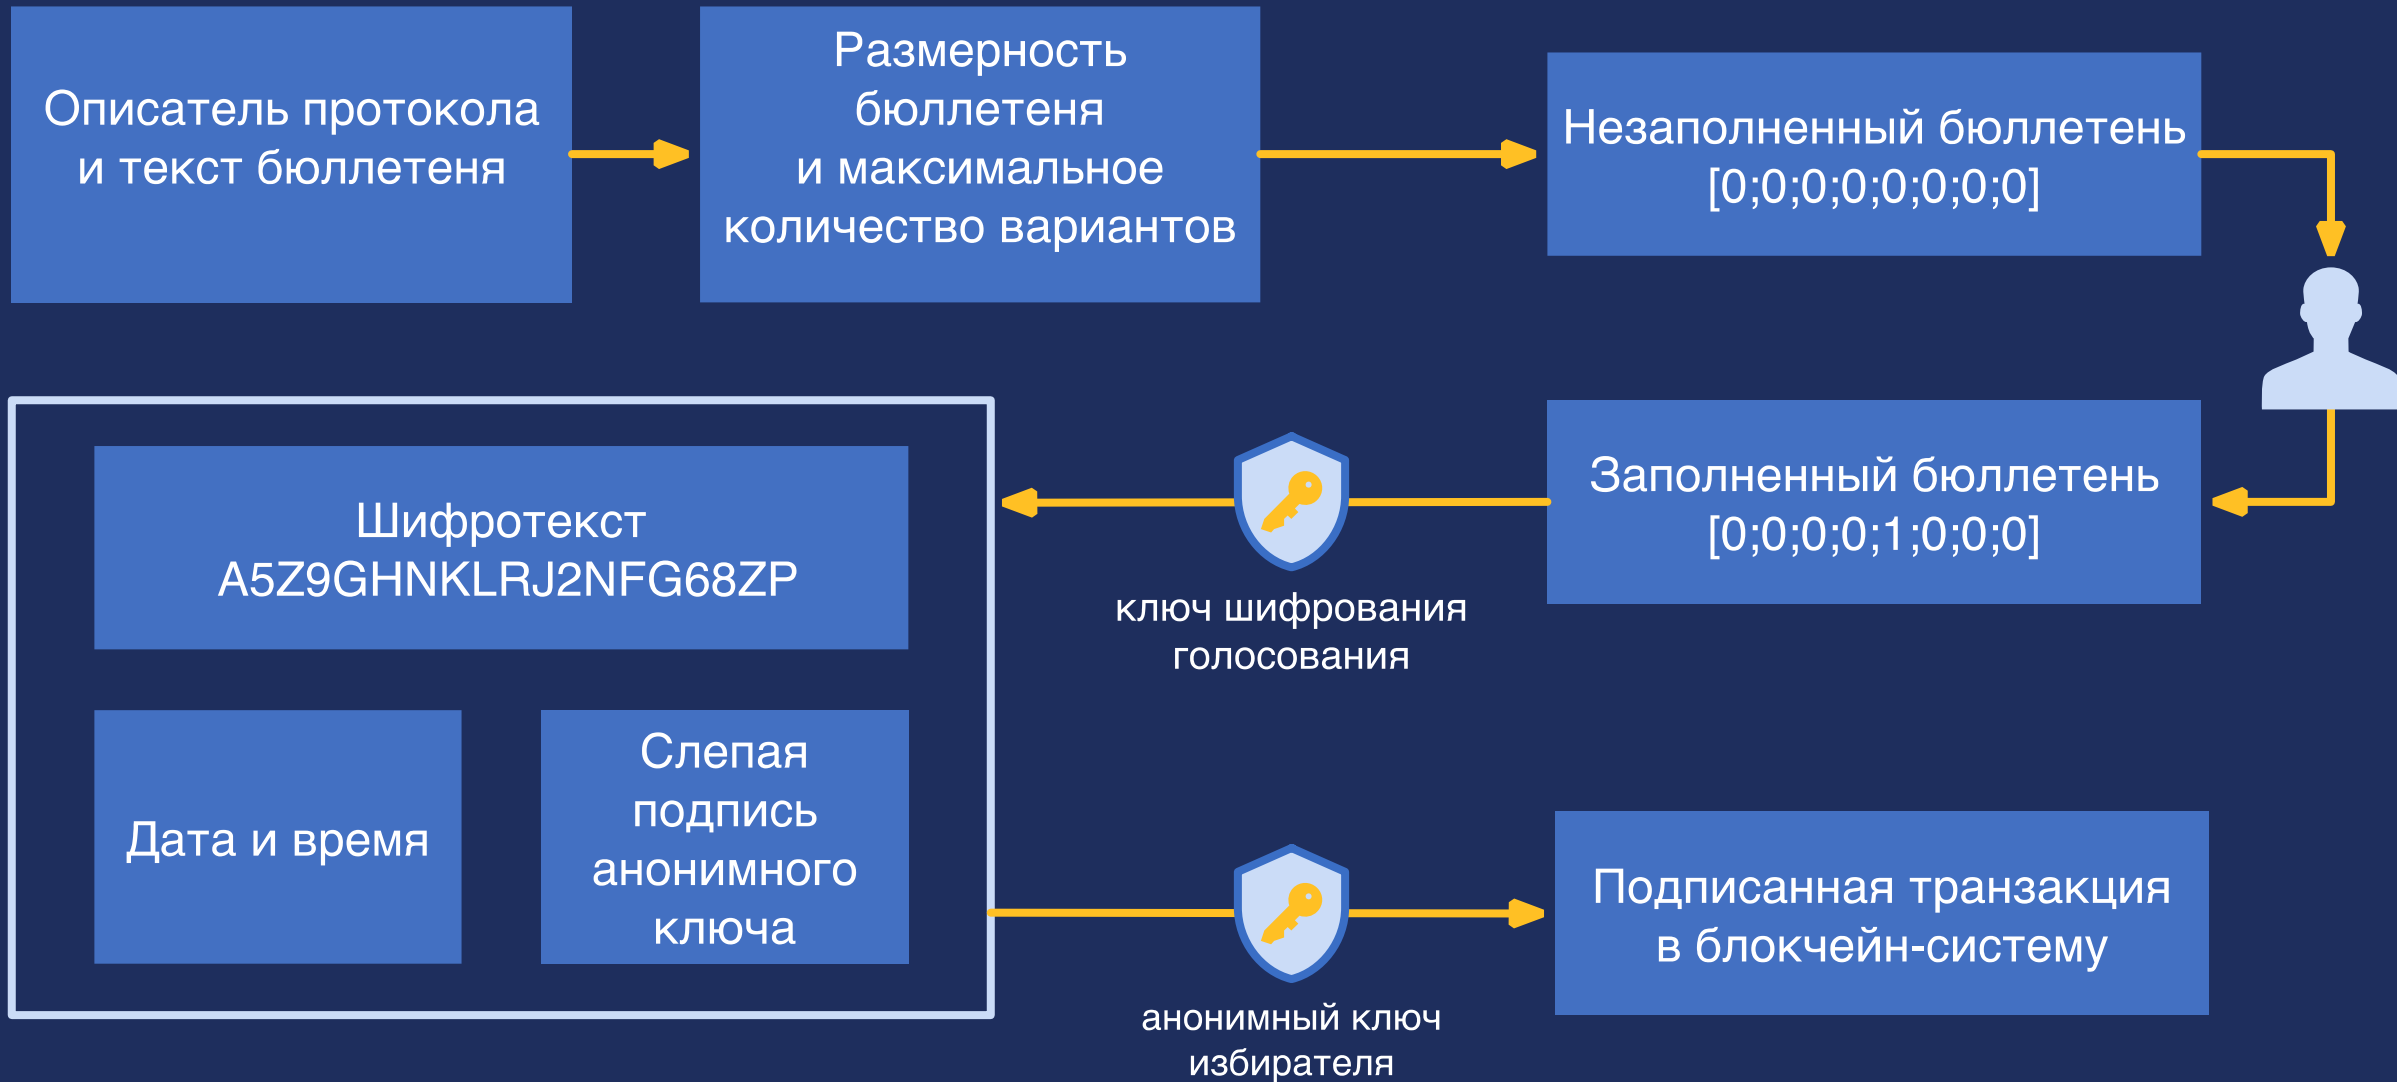 Описатель протокола
и текст бюллетеня
Размерность
бюллетеня
и максимальное
количество вариантов
Незаполненный бюллетень
[0;0;0;0;0;0;0;0]
Заполненный бюллетень
[0;0;0;0;1;0;0;0]
ключ шифрования
голосования
Шифротекст
A5Z9GHNKLRJ2NFG68ZP
Дата и время
Слепая
подпись
анонимного
ключа
анонимный ключ
избирателя
Подписанная транзакция
в блокчейн-систему